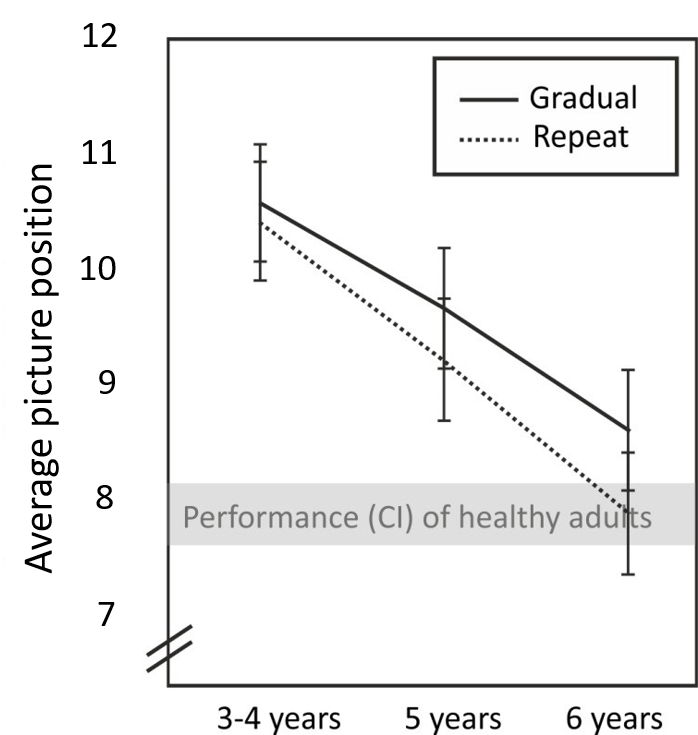 12
Gradual
Repeat
11
10
9
8
7
Average picture position
Performance (CI) of healthy adults
3-4 years
5 years
6 years